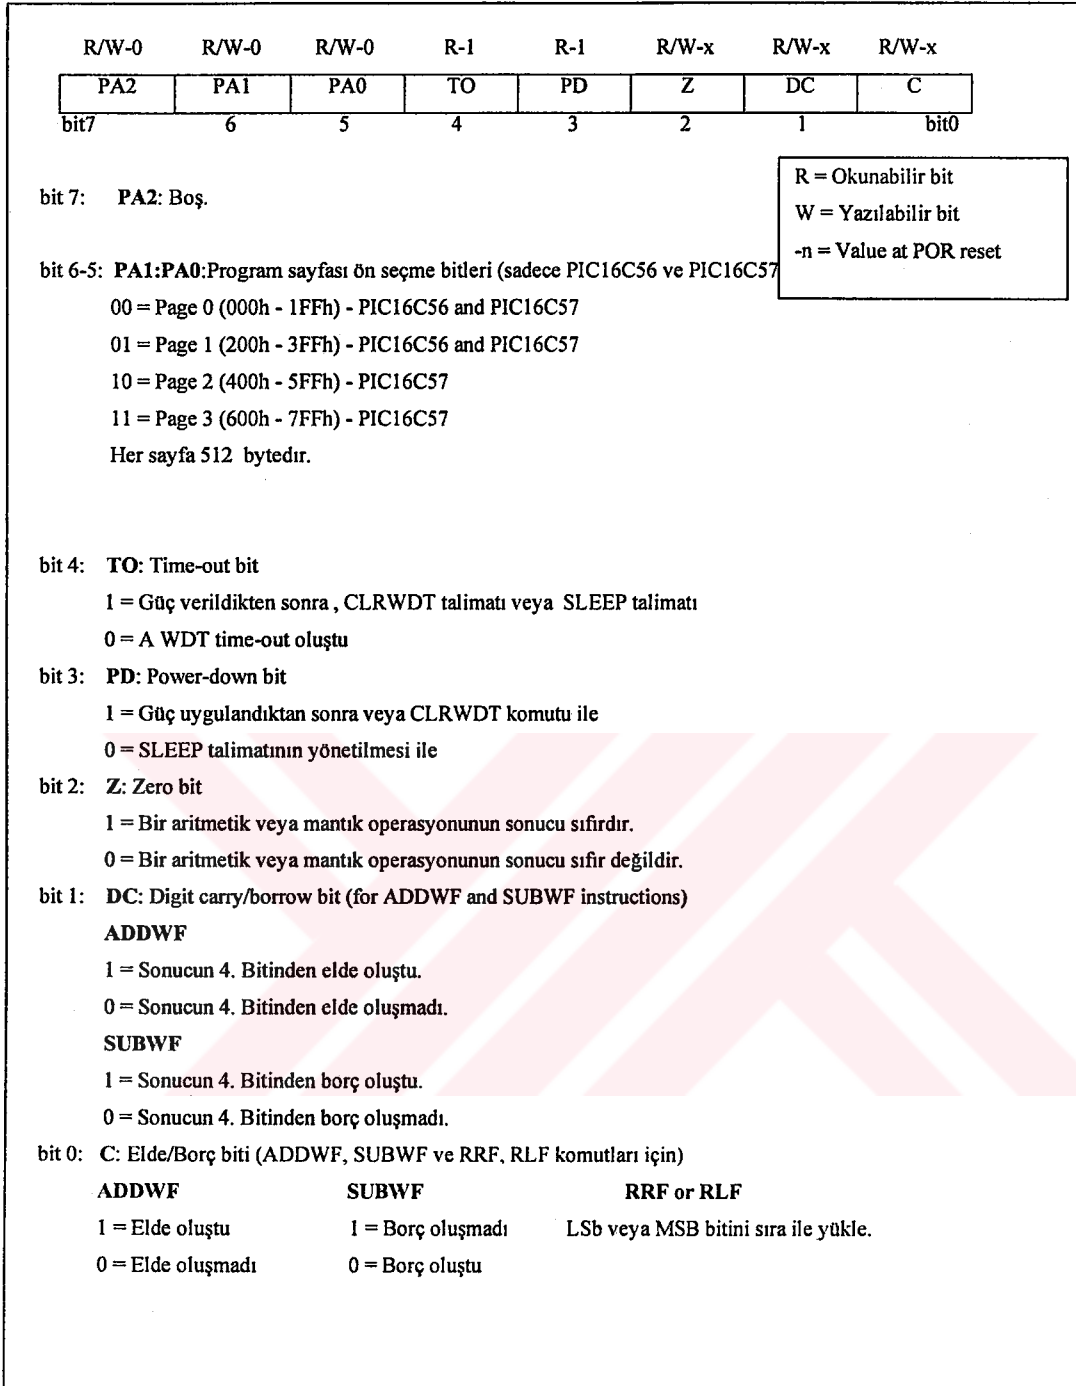 R/W-0 R/W-0 R/W-0 R-1 R-1 R/W-x R/W-x R/W-x
PA2 PA1 PA0 TO PD Z DC C
bit7 6 5 4 3 2 1 bit0
R = Okunabilir bit
W = Yazılabilir bit
-n = Value at POR reset
bit 7: PA2: Boş.
bit 6-5: PA1:PA0:Program sayfası ön seçme bitleri (sadece PIC16C56 ve PIC16C57
00 = Page 0 (000h - 1FFh) - PIC16C56 and PIC16C57
01 = Page 1 (200h - 3FFh) - PIC16C56 and PIC16C57
10 = Page 2 (400h - 5FFh) - PIC16C57
11 = Page 3 (600h - 7FFh) - PIC16C57
Her sayfa 512 bytedır.
bit 4: TO: Time-out bit
1 = Güç verildikten sonra , CLRWDT talimatı veya SLEEP talimatı
0 = A WDT time-out oluştu
bit 3: PD: Power-down bit
1 = Güç uygulandıktan sonra veya CLRWDT komutu ile
0 = SLEEP talimatının yönetilmesi ile
bit 2: Z: Zero bit
1 = Bir aritmetik veya mantık operasyonunun sonucu sıfırdır.
0 = Bir aritmetik veya mantık operasyonunun sonucu sıfır değildir.
bit 1: DC: Digit carry/borrow bit (for ADDWF and SUBWF instructions)
ADDWF
1 = Sonucun 4. Bitinden elde oluştu.
0 = Sonucun 4. Bitinden elde oluşmadı.
SUBWF
1 = Sonucun 4. Bitinden borç oluştu.
0 = Sonucun 4. Bitinden borç oluşmadı.
bit 0: C: Elde/Borç biti (ADDWF, SUBWF ve RRF, RLF komutları için)
ADDWF SUBWF RRF or RLF
1 = Elde oluştu 1 = Borç oluşmadı LSb veya MSB bitini sıra ile yükle.
0 = Elde oluşmadı 0 = Borç oluştu